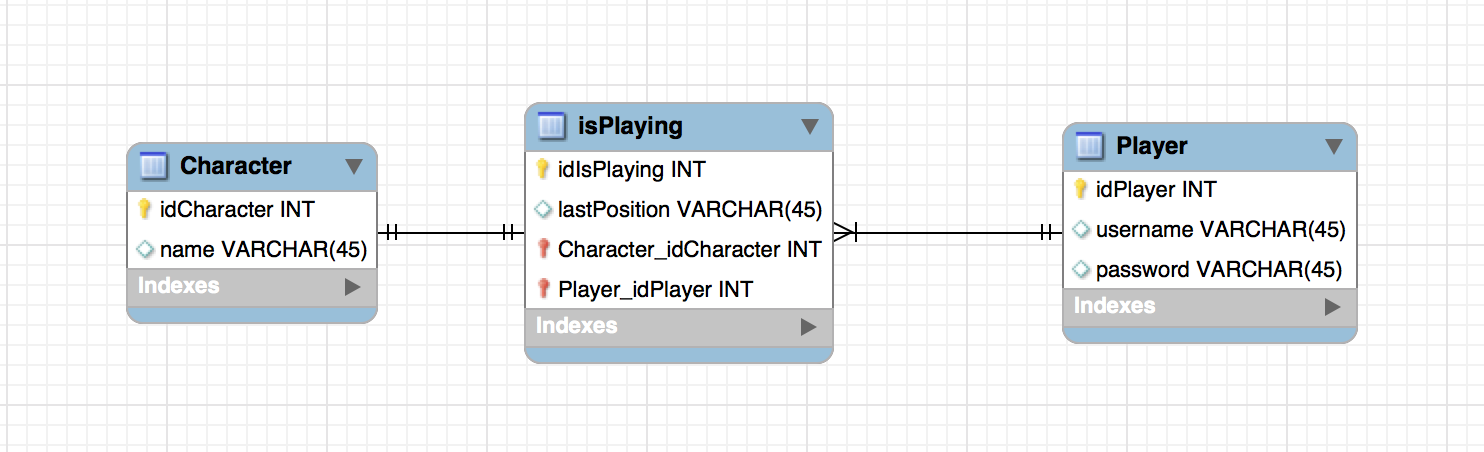 Character
idCharacter INT
name VARCHAR(45)
Indexes
isPlaying
idIsPlaying INT
lastPosition VARCHAR(45)
Character_idCharacter INT
Player_idPlayer INT
Indexes
Player
idPlayer INT
username VARCHAR(45)
password VARCHAR(45)
Indexes